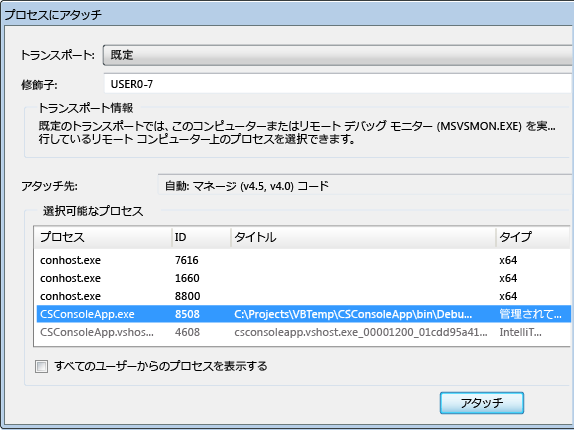 プロセスにアタッチ
トランスポート: 既定
修飾子: USER0-7
トランスポート情報
既定のトランスポートでは、このコンピューターまたはリモート デバッグ モニター (MSVSMON.EXE) を実...
行しているリモート コンピューター上のプロセスを選択できます。
アタッチ先: 自動: マネージ (v4.5, v4.0) コード
選択可能なプロセス
プロセス ID タイトル タイプ
conhost.exe 7616 x64
conhost.exe 1660 x64
conhost.exe 8800 x64
CSConsoleApp.exe 8508 C:\Projects\VBTemp\CSConsoleApp\bin\Debu... 管理されて...
CSConsoleApp.vshos... 4608 csconsoleapp.vshost.exe_00001200_01cdd95a41... IntelliT...
すべてのユーザーからのプロセスを表示する
アタッチ